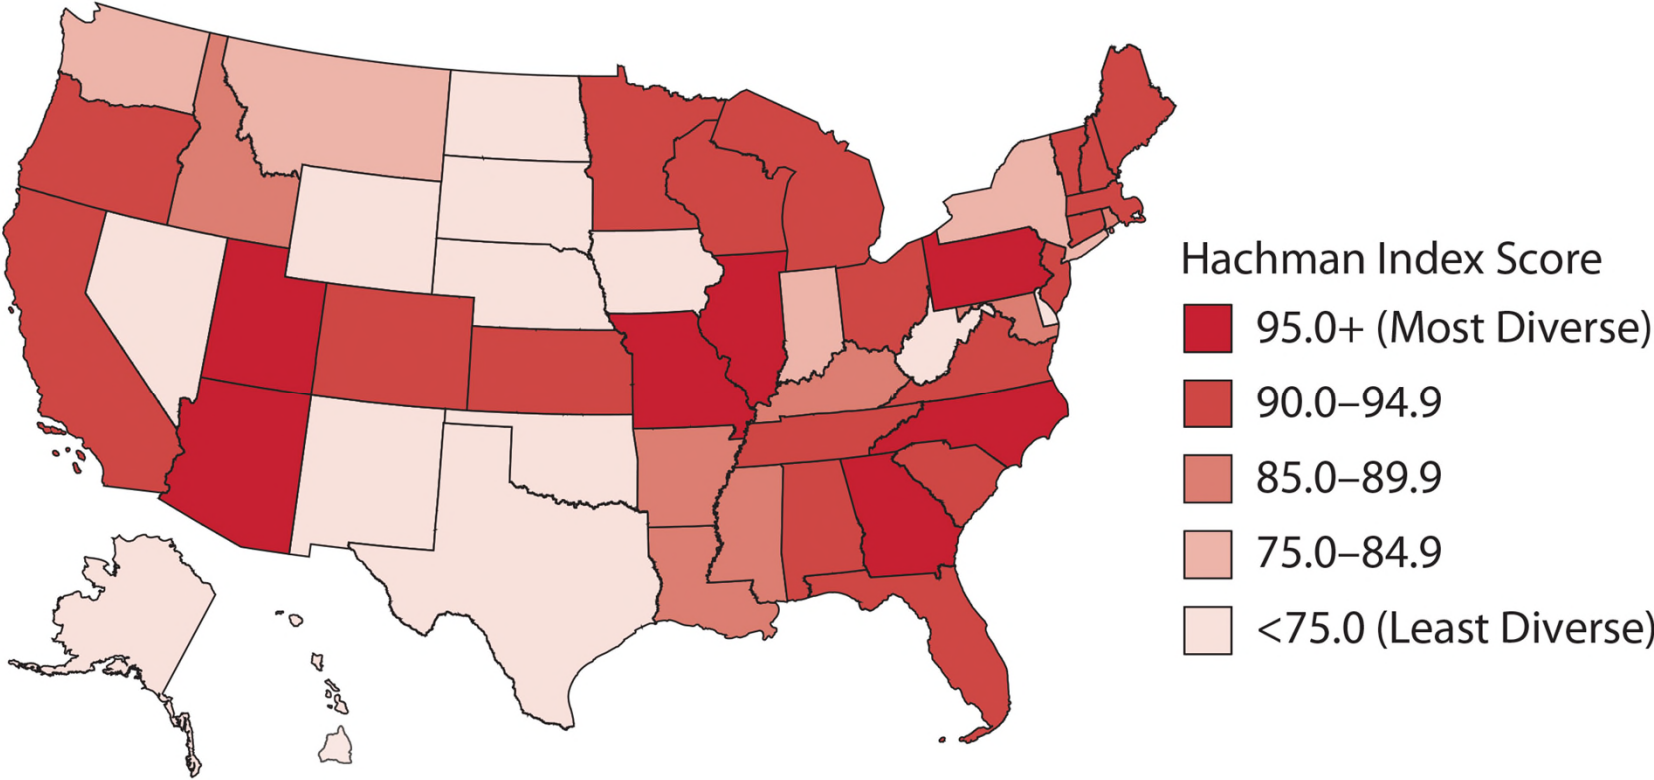 Hachman Index Score
95.0+ (Most Diverse)
90.0–94.9
85.0–89.9
75.0–84.9
<75.0 (Least Diverse)